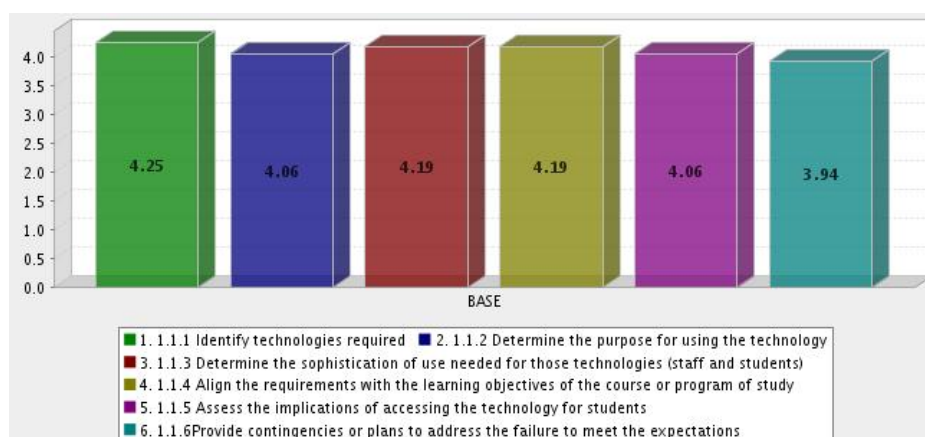 4.0
3.5
3.0
2.5
2.0
1.5
1.0
0.5
0.0
4.25
4.06
4.19
4.19
4.06
3.94
BASE
1. 1.1.1 Identify technologies required 2. 1.1.2 Determine the purpose for using the technology
3. 1.1.3 Determine the sophistication of use needed for those technologies (staff and students)
4. 1.1.4 Align the requirements with the learning objectives of the course or program of study
5. 1.1.5 Assess the implications of accessing the technology for students
6. 1.1.6Provide contingencies or plans to address the failure to meet the expectations